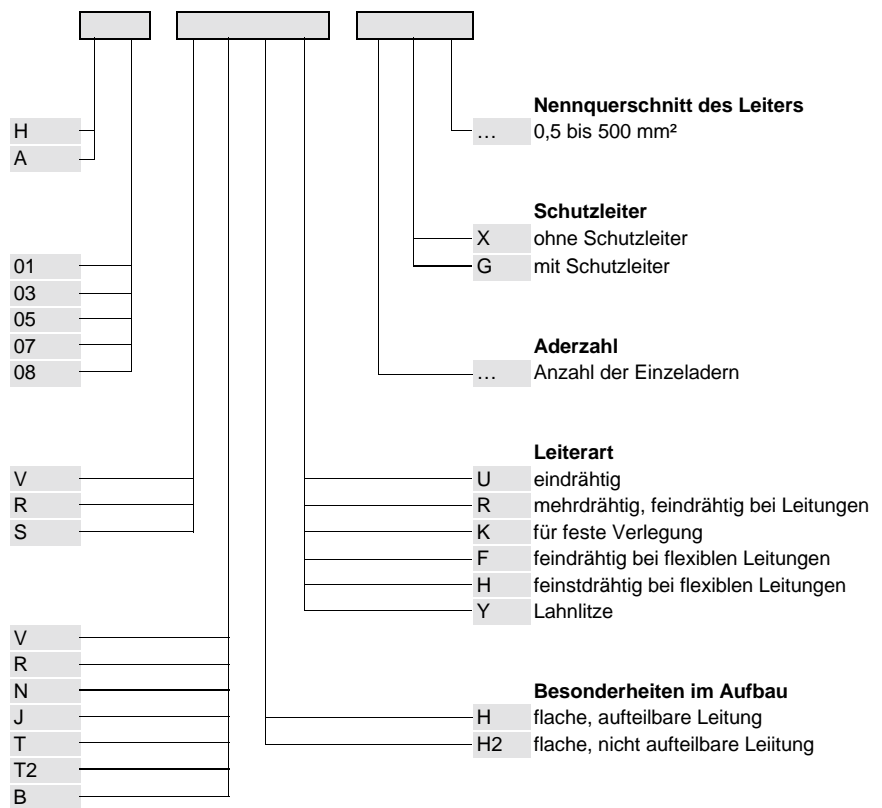 Nennquerschnitt des Leiters
H
… 0,5 bis 500 mm²
A
Schutzleiter
X ohne Schutzleiter
01
G mit Schutzleiter
03
05
07
Aderzahl
08
… Anzahl der Einzeladern
Leiterart
V
U eindrähtig
R
R mehrdrähtig, feindrähtig bei Leitungen
S
K für feste Verlegung
F feindrähtig bei flexiblen Leitungen
H feinstdrähtig bei flexiblen Leitungen
Y Lahnlitze
V
R
N
Besonderheiten im Aufbau
J
H flache, aufteilbare Leitung
T
H2 flache, nicht aufteilbare Leiitung
T2
B